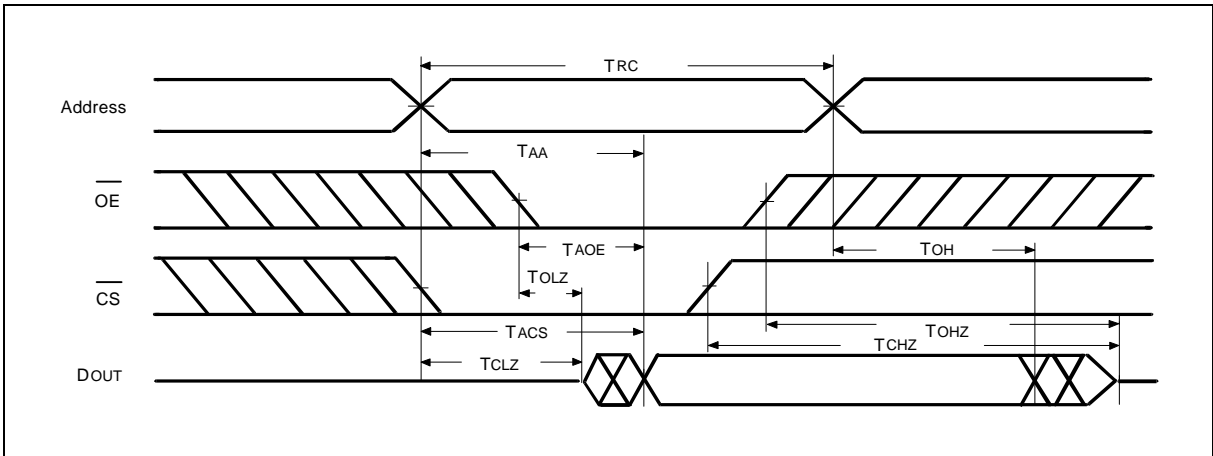 TRC
Address
TAA
OE
TAOE
TOH
TOLZ
CS
TACS
TOHZ
TCHZ
TCLZ
DOUT